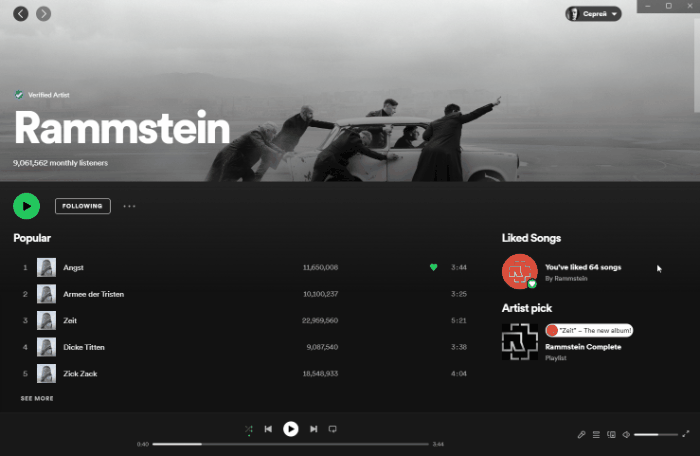 Сергей
Verified Artist
Rammstein
9,061,562 monthly listeners
FOLLOWING
Popular
1 Angst 11,650,008 3:44
2 Armee der Tristen 10,100,237 3:25
3 Zeit 22,959,560 5:21
4 Dicke Titten 9,087,540 3:38
5 Zick Zack 18,548,933 4:04
SEE MORE
Liked Songs
You've liked 64 songs
By Rammstein
Artist pick
"Zeit" – The new album!
Rammstein Complete
Playlist
0:40 3:44